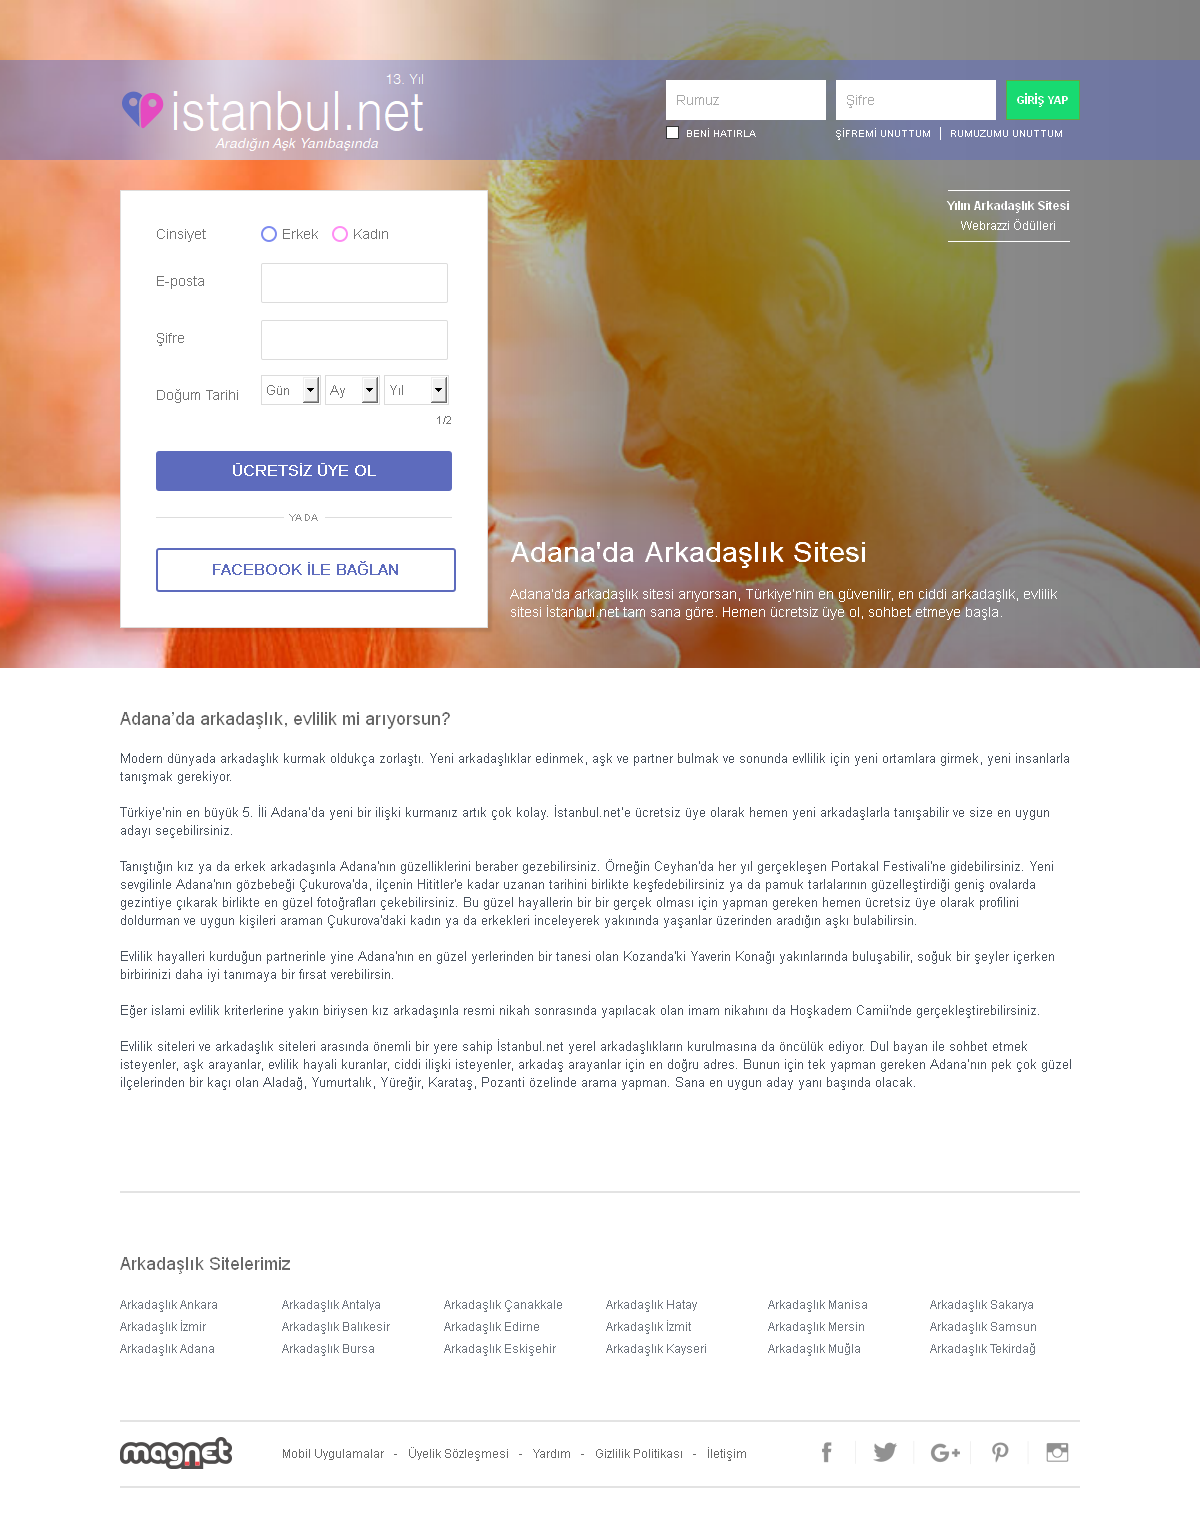 13. Yıl
istanbul.net
Aradığın Aşk Yanıbaşında
Rumuz
Şifre
GİRİŞ YAP
BENİ HATIRLA
ŞİFREMİ UNUTTUM | RUMUZUMU UNUTTUM
Yılın Arkadaşlık Sitesi
Webrazzi Ödülleri
Cinsiyet
Erkek
Kadın
E-posta
Şifre
Doğum Tarihi
Gün
Ay
Yıl
1/2
ÜCRETSİZ ÜYE OL
YA DA
FACEBOOK İLE BAĞLAN
Adana'da Arkadaşlık Sitesi
Adana'da arkadaşlık sitesi arıyorsan, Türkiye'nin en güvenilir, en ciddi arkadaşlık, evlilik
sitesi İstanbul.net tam sana göre. Hemen ücretsiz üye ol, sohbet etmeye başla.
Adana'da arkadaşlık, evlilik mi arıyorsun?
Modern dünyada arkadaşlık kurmak oldukça zorlaştı. Yeni arkadaşlıklar edinmek, aşk ve partner bulmak ve sonunda evllilik için yeni ortamlara girmek, yeni insanlarla
tanışmak gerekiyor.
Türkiye'nin en büyük 5. İli Adana'da yeni bir ilişki kurmanız artık çok kolay. İstanbul.net'e ücretsiz üye olarak hemen yeni arkadaşlarla tanışabilir ve size en uygun
adayı seçebilirsiniz.
Tanıştığın kız ya da erkek arkadaşınla Adana'nın güzelliklerini beraber gezebilirsiniz. Örneğin Ceyhan'da her yıl gerçekleşen Portakal Festivali'ne gidebilirsiniz. Yeni
sevgilinle Adana'nın gözbebeği Çukurova'da, ilçenin Hititler'e kadar uzanan tarihini birlikte keşfedebilirsiniz ya da pamuk tarlalarının güzelleştirdiği geniş ovalarda
gezintiye çıkarak birlikte en güzel fotoğrafları çekebilirsiniz. Bu güzel hayallerin bir bir gerçek olması için yapman gereken hemen ücretsiz üye olarak profilini
doldurman ve uygun kişileri araman Çukurova'daki kadın ya da erkekleri inceleyerek yakınında yaşanlar üzerinden aradığın aşkı bulabilirsin.
Evlilik hayalleri kurduğun partnerinle yine Adana'nın en güzel yerlerinden bir tanesi olan Kozanda'ki Yaverin Konağı yakınlarında buluşabilir, soğuk bir şeyler içerken
birbirinizi daha iyi tanımaya bir fırsat verebilirsin.
Eğer islami evlilik kriterlerine yakın biriysen kız arkadaşınla resmi nikah sonrasında yapılacak olan imam nikahını da Hoşkadem Camii'nde gerçekleştirebilirsiniz.
Evlilik siteleri ve arkadaşlık siteleri arasında önemli bir yere sahip İstanbul.net yerel arkadaşlıkların kurulmasına da öncülük ediyor. Dul bayan ile sohbet etmek
isteyenler, aşk arayanlar, evlilik hayali kuranlar, ciddi ilişki isteyenler, arkadaş arayanlar için en doğru adres. Bunun için tek yapman gereken Adana'nın pek çok güzel
ilçelerinden bir kaçı olan Aladağ, Yumurtalık, Yüreğir, Karataş, Pozanti özelinde arama yapman. Sana en uygun aday yanı başında olacak.
Arkadaşlık Sitelerimiz
Arkadaşlık Ankara Arkadaşlık Antalya Arkadaşlık Çanakkale Arkadaşlık Hatay Arkadaşlık Manisa Arkadaşlık Sakarya
Arkadaşlık İzmir Arkadaşlık Balıkesir Arkadaşlık Edirne Arkadaşlık İzmit Arkadaşlık Mersin Arkadaşlık Samsun
Arkadaşlık Adana Arkadaşlık Bursa Arkadaşlık Eskişehir Arkadaşlık Kayseri Arkadaşlık Muğla Arkadaşlık Tekirdağ
magnet
Mobil Uygulamalar - Üyelik Sözleşmesi - Yardım - Gizlilik Politikası - İletişim